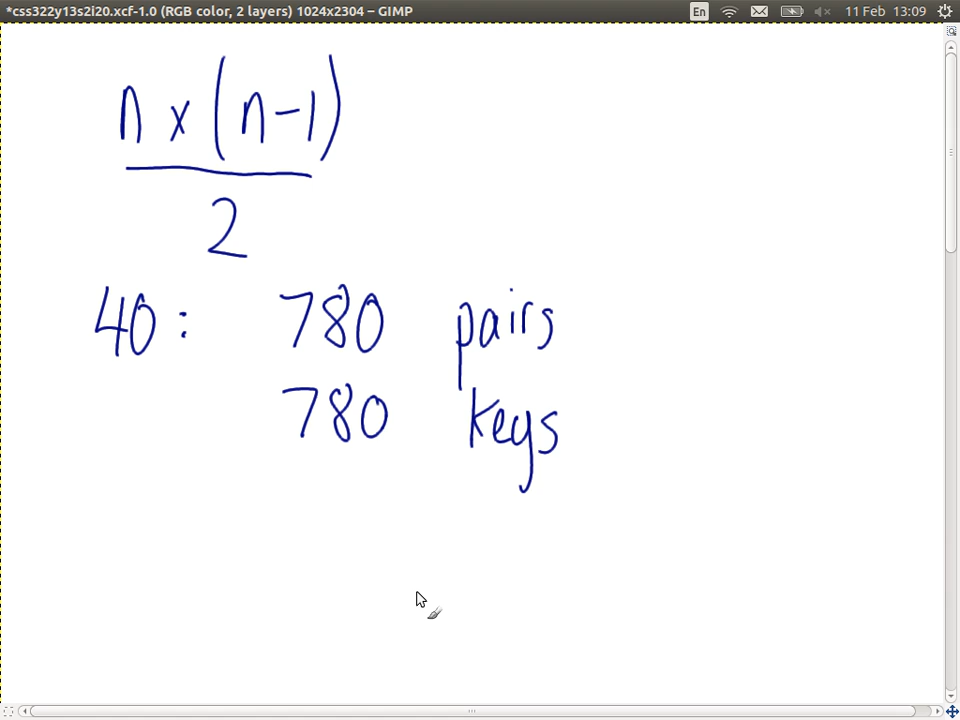 *css322y13s2i20.xcf-1.0 (RGB color, 2 layers) 1024x2304 – GIMP
En 11 Feb 13:09
n x (n-1)
2
40: 780 pairs
780 keys